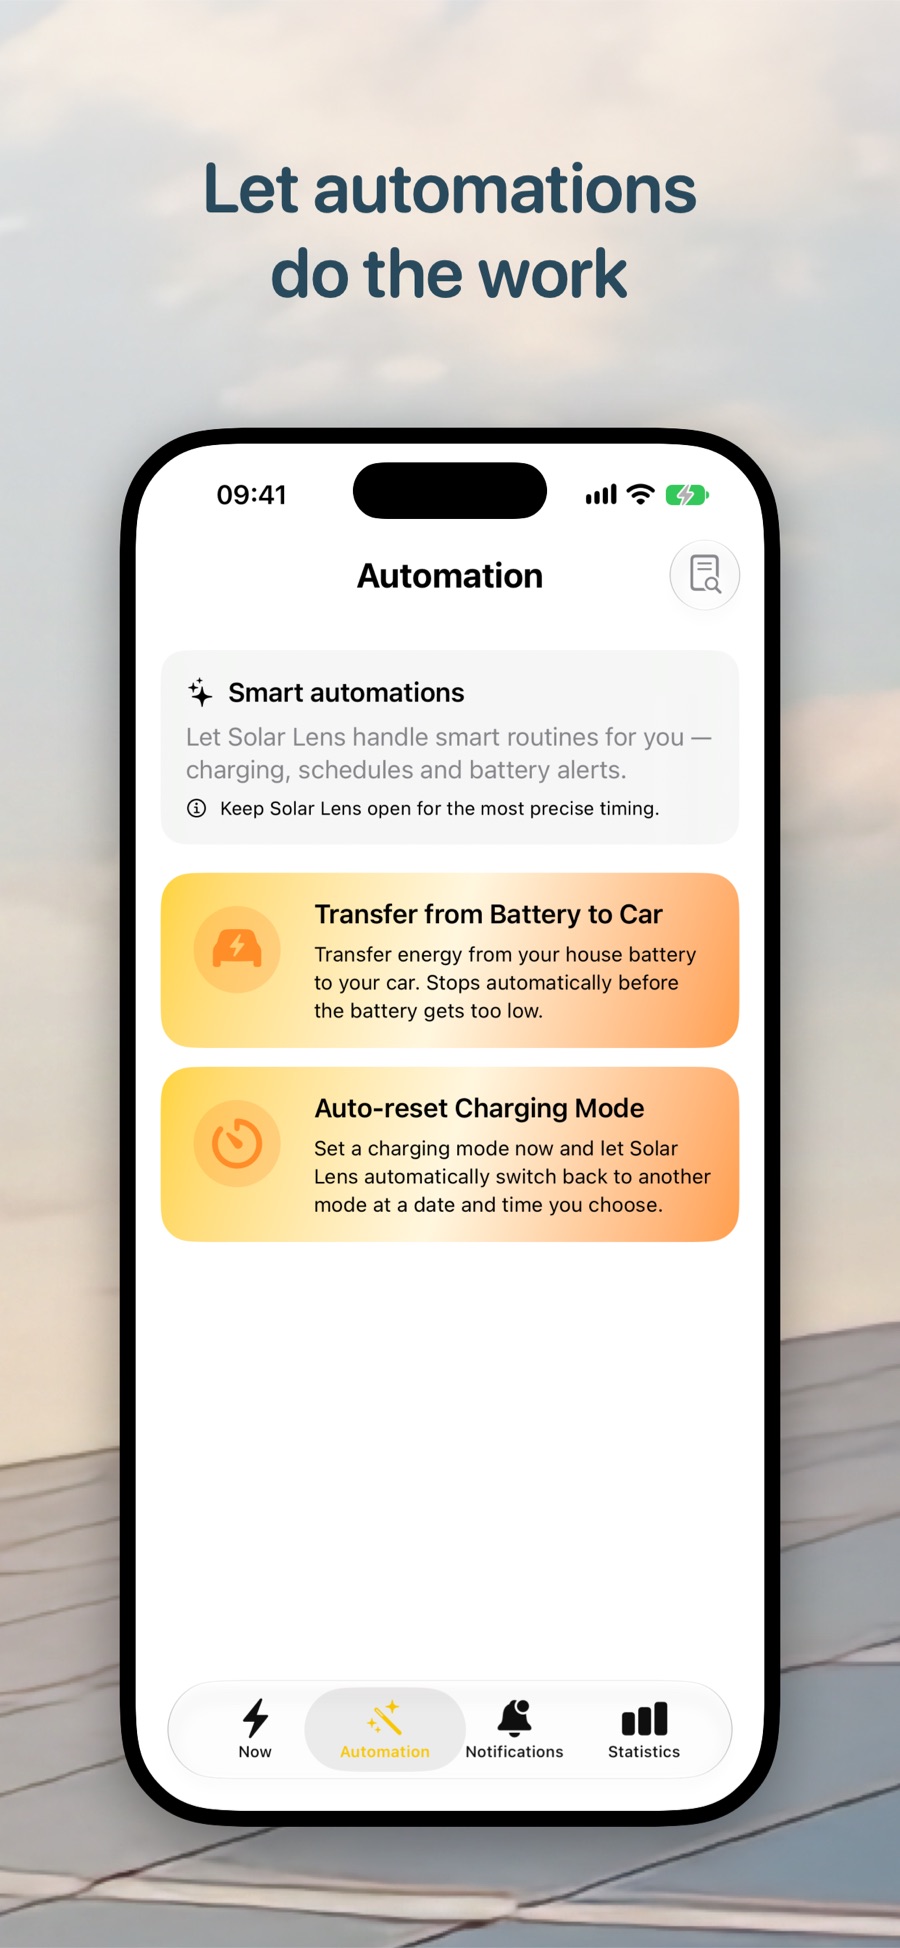 Let automations
do the work
09:41
Automation
Smart automations
Let Solar Lens handle smart routines for you —
charging, schedules and battery alerts.
Keep Solar Lens open for the most precise timing.
Transfer from Battery to Car
Transfer energy from your house battery
to your car. Stops automatically before
the battery gets too low.
Auto-reset Charging Mode
Set a charging mode now and let Solar
Lens automatically switch back to another
mode at a date and time you choose.
Now
Automation
Notifications
Statistics